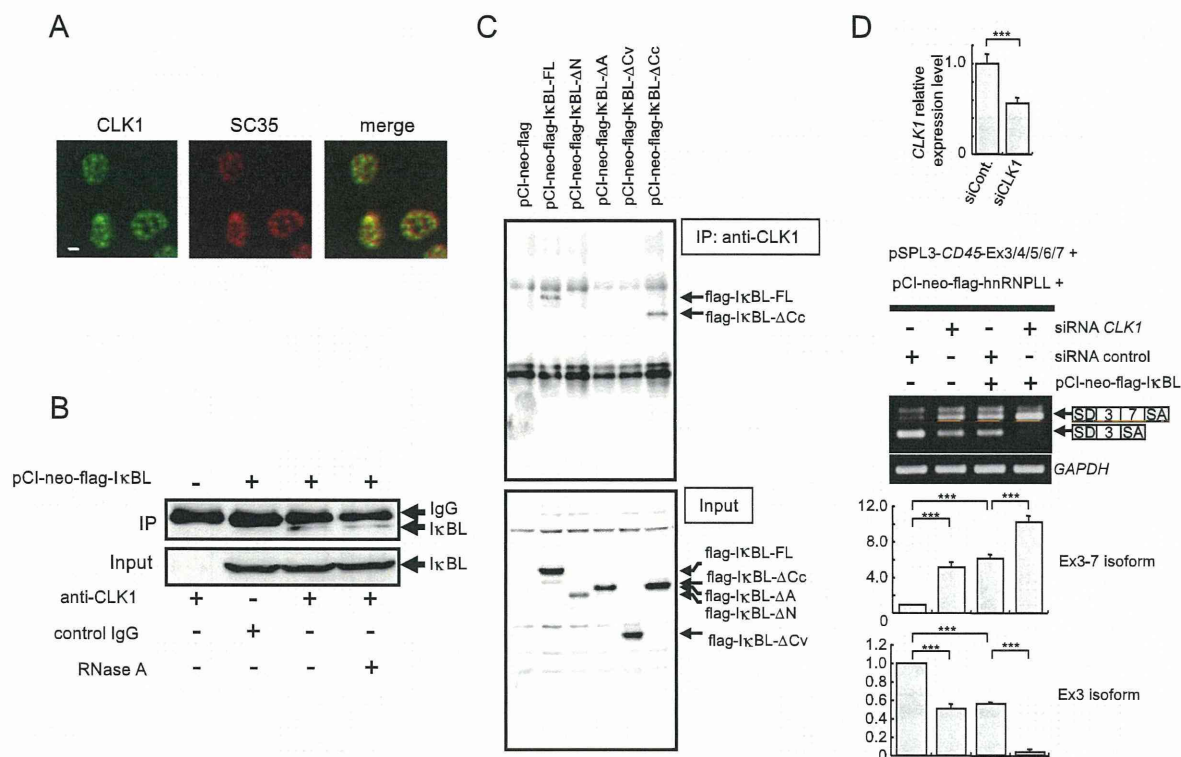 A
CLK1 SC35 merge
B
pCI-neo-flag-IκBL - + + +
IP
IgG
IκBL
Input
IκBL
anti-CLK1 + - + +
control IgG - + - -
RNase A - - - +
C
pCI-neo-flag
pCI-neo-flag-IκBL-FL
pCI-neo-flag-IκBL-ΔN
pCI-neo-flag-IκBL-ΔA
pCI-neo-flag-IκBL-ΔCv
pCI-neo-flag-IκBL-ΔCc
IP: anti-CLK1
flag-IκBL-FL
flag-IκBL-ΔCc
Input
flag-IκBL-FL
flag-IκBL-ΔCc
flag-IκBL-ΔA
flag-IκBL-ΔN
flag-IκBL-ΔCv
D
***
1.0
0
CLK1 relative
expression level
siCont.
siCLK1
pSPL3-CD45-Ex3/4/5/6/7 +
pCI-neo-flag-hnRNPLL +
- + - + siRNA CLK1
+ - + - siRNA control
- - + + pCI-neo-flag-IκBL
SD 3 7 SA
SD 3 SA
GAPDH
*** ***
***
12.0
8.0
4.0
0
Ex3-7 isoform
***
*** ***
1.0
0.8
0.6
0.4
0.2
0
Ex3 isoform